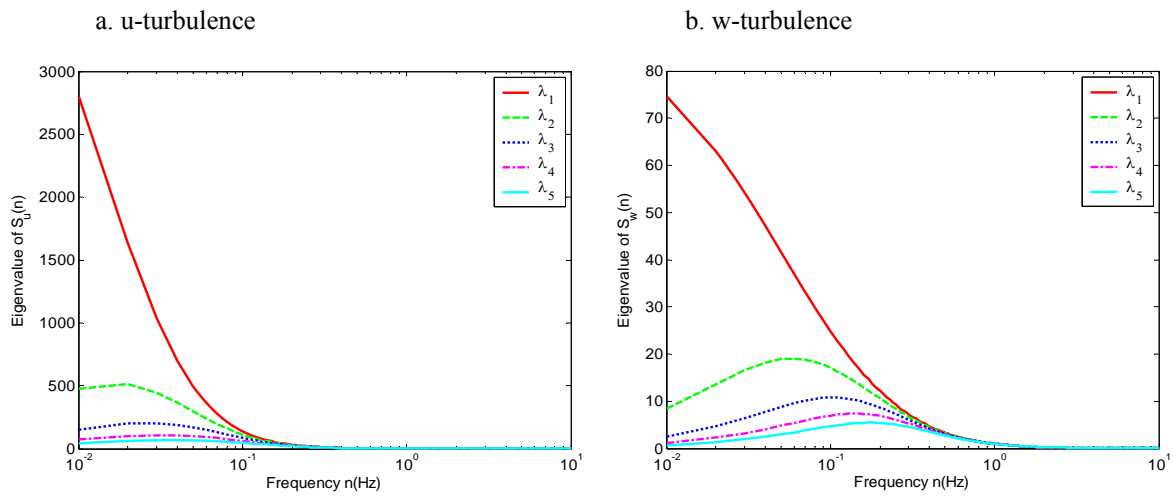 a. u-turbulence
b. w-turbulence
3000
2500
2000
1500
1000
500
0
Eigenvalue of S_u(n)
10^-2
10^-1
10^0
10^1
Frequency n(Hz)
λ_1
λ_2
λ_3
λ_4
λ_5
80
70
60
50
40
30
20
10
0
Eigenvalue of S_w(n)
10^-2
10^-1
10^0
10^1
Frequency n(Hz)
λ_1
λ_2
λ_3
λ_4
λ_5